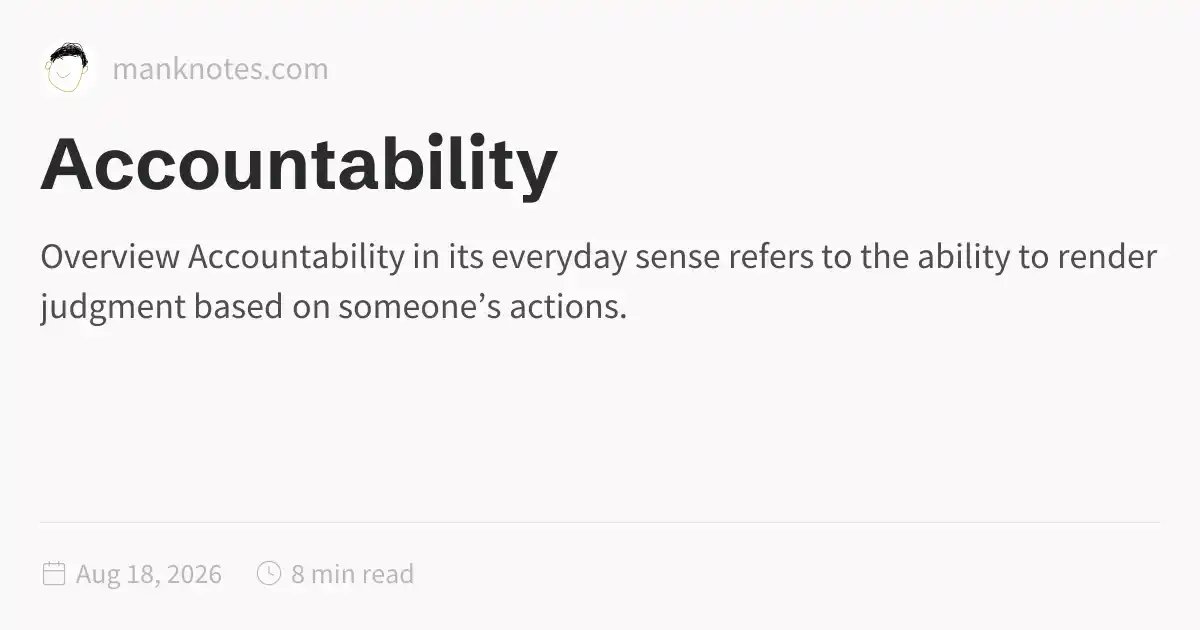 manknotes.com
Accountability
Overview Accountability in its everyday sense refers to the ability to render
judgment based on someone’s actions.
Aug 18, 2026 8 min read